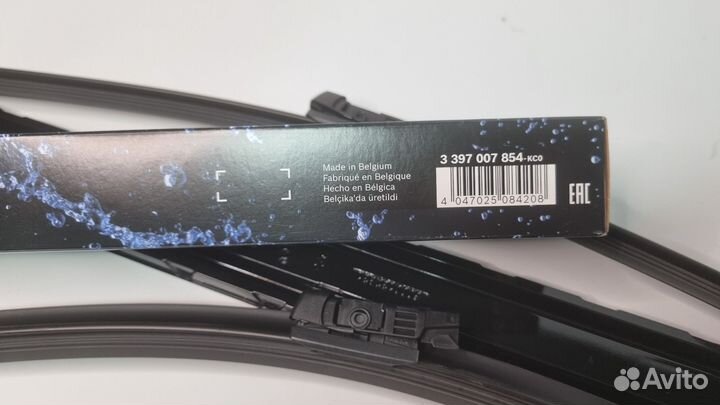 3 397 007 854-KC0
Made in Belgium
Fabriqué en Belgique
Hecho en Bélgica
Belçika'da üretildi
4 047025 084208
EAC
Avito